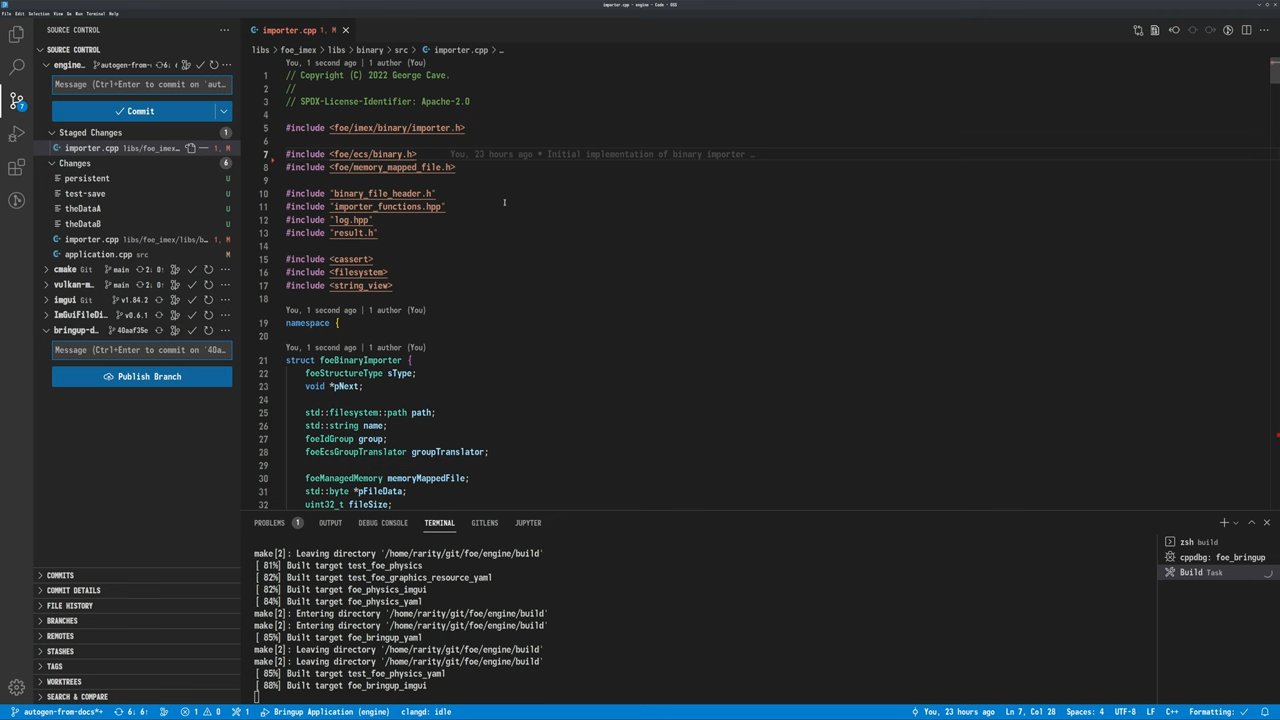 importer.cpp - engine - Code - OSS
File Edit Selection View Go Run Terminal Help
SOURCE CONTROL
importer.cpp 1, M
libs > foe_imex > libs > binary > src > importer.cpp > …
SOURCE CONTROL
engine… autogen-from-…
Message (Ctrl+Enter to commit on 'aut…
Commit
Staged Changes 1
importer.cpp libs/foe_imex… 1, M
Changes 6
persistent U
test-save U
theDataA U
theDataB U
importer.cpp libs/foe_imex/libs/b… 1, M
application.cpp src M
cmake Git main
vulkan-m… main
imgui Git v1.84.2
ImGuiFileDi… v0.6.1
bringup-d… 40aaf35e
Message (Ctrl+Enter to commit on '40a…
Publish Branch
COMMITS
COMMIT DETAILS
FILE HISTORY
BRANCHES
REMOTES
STASHES
TAGS
WORKTREES
SEARCH & COMPARE
You, 1 second ago | 1 author (You)
1 // Copyright (C) 2022 George Cave.
2 //
3 // SPDX-License-Identifier: Apache-2.0
4
5 #include <foe/imex/binary/importer.h>
6
7 #include <foe/ecs/binary.h> You, 23 hours ago • Initial implementation of binary importer …
8 #include <foe/memory_mapped_file.h>
9
10 #include "binary_file_header.h"
11 #include "importer_functions.hpp"
12 #include "log.hpp"
13 #include "result.h"
14
15 #include <cassert>
16 #include <filesystem>
17 #include <string_view>
18
You, 1 second ago | 1 author (You)
19 namespace {
20
You, 1 second ago | 1 author (You)
21 struct foeBinaryImporter {
22 foeStructureType sType;
23 void *pNext;
24
25 std::filesystem::path path;
26 std::string name;
27 foeIdGroup group;
28 foeEcsGroupTranslator groupTranslator;
29
30 foeManagedMemory memoryMappedFile;
31 std::byte *pFileData;
32 uint32_t fileSize;
PROBLEMS 1 OUTPUT DEBUG CONSOLE TERMINAL GITLENS JUPYTER
make[2]: Leaving directory '/home/rarity/git/foe/engine/build'
[ 81%] Built target test_foe_physics
[ 82%] Built target test_foe_graphics_resource_yaml
[ 82%] Built target foe_physics_imgui
[ 84%] Built target foe_physics_yaml
make[2]: Entering directory '/home/rarity/git/foe/engine/build'
make[2]: Entering directory '/home/rarity/git/foe/engine/build'
[ 85%] Built target foe_bringup_yaml
make[2]: Leaving directory '/home/rarity/git/foe/engine/build'
make[2]: Leaving directory '/home/rarity/git/foe/engine/build'
[ 85%] Built target test_foe_physics_yaml
[ 88%] Built target foe_bringup_imgui
zsh build
cppdbg: foe_bringup
Build Task
autogen-from-docs*+ 6↓ 6↑ 1 0 1 Bringup Application (engine) clangd: idle You, 23 hours ago Ln 7, Col 28 Spaces: 4 UTF-8 LF C++ Formatting: ✓